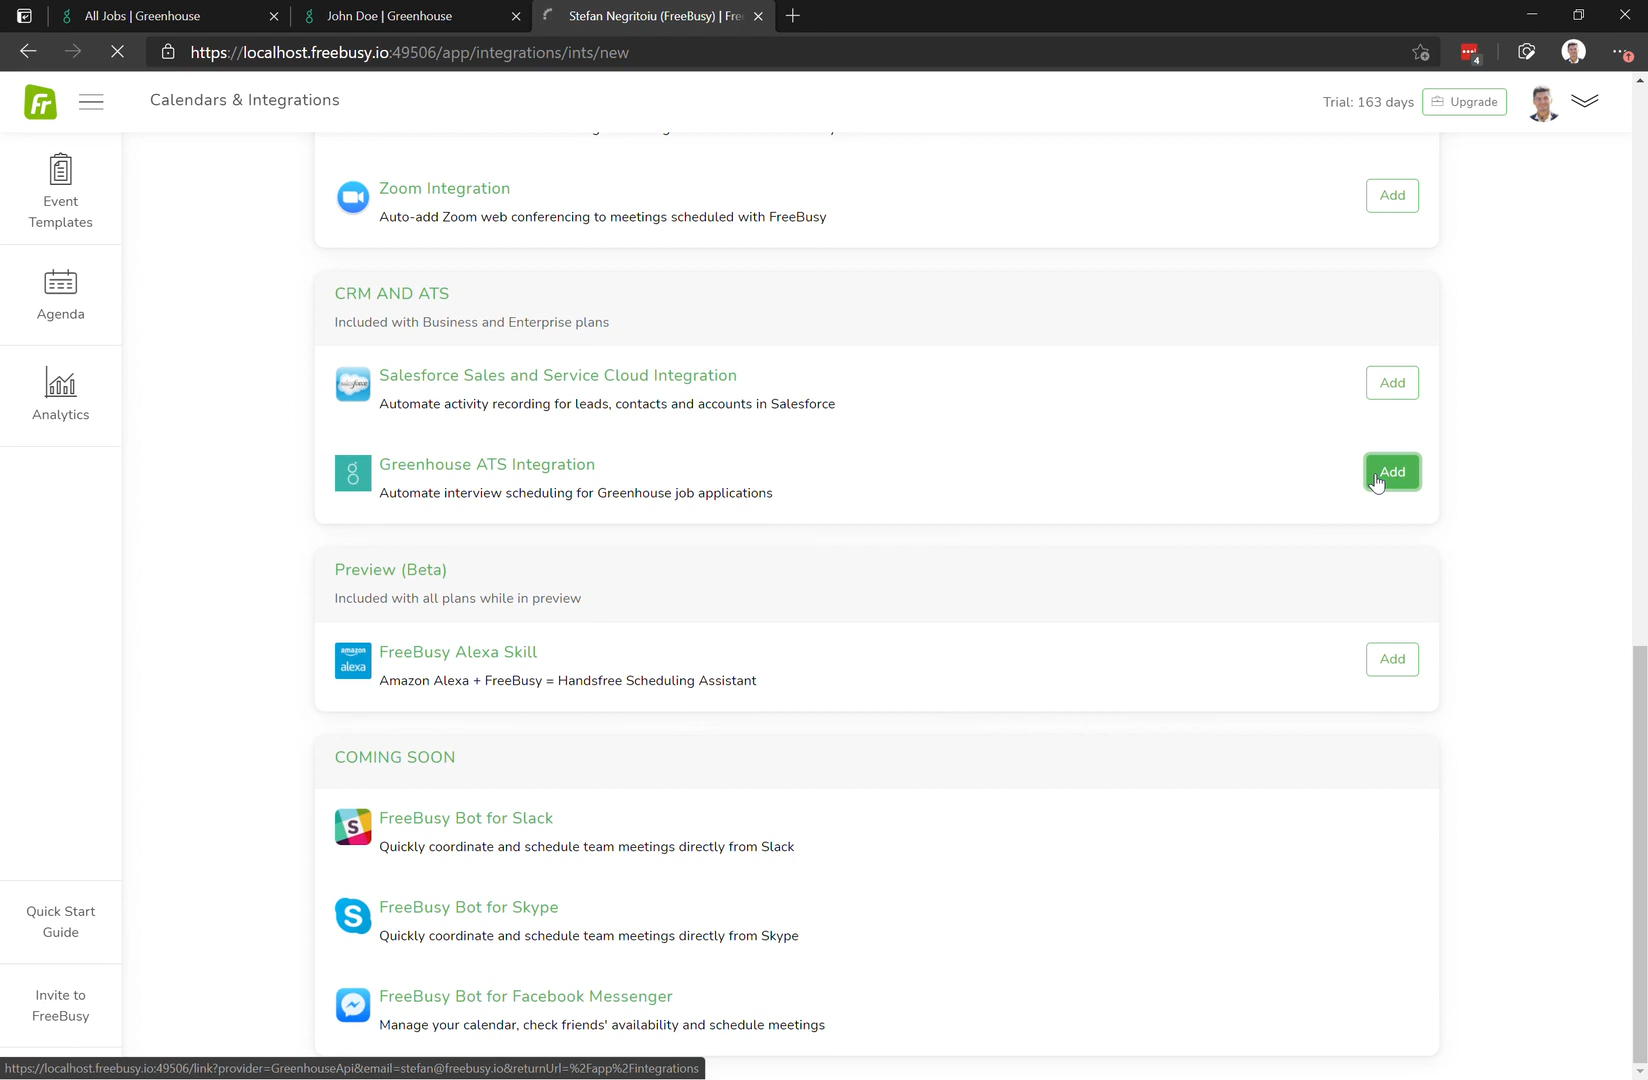 All Jobs | Greenhouse
John Doe | Greenhouse
Stefan Negritoiu (FreeBusy) | Fre
https://localhost.freebusy.io:49506/app/integrations/ints/new
4
Fr
Calendars & Integrations
Trial: 163 days
Upgrade
Event
Templates
Agenda
Analytics
Quick Start
Guide
Invite to
FreeBusy
Zoom Integration
Auto-add Zoom web conferencing to meetings scheduled with FreeBusy
Add
CRM AND ATS
Included with Business and Enterprise plans
salesforce
Salesforce Sales and Service Cloud Integration
Automate activity recording for leads, contacts and accounts in Salesforce
Add
Greenhouse ATS Integration
Automate interview scheduling for Greenhouse job applications
Add
Preview (Beta)
Included with all plans while in preview
amazon
alexa
FreeBusy Alexa Skill
Amazon Alexa + FreeBusy = Handsfree Scheduling Assistant
Add
COMING SOON
S
FreeBusy Bot for Slack
Quickly coordinate and schedule team meetings directly from Slack
S
FreeBusy Bot for Skype
Quickly coordinate and schedule team meetings directly from Skype
FreeBusy Bot for Facebook Messenger
Manage your calendar, check friends' availability and schedule meetings
https://localhost.freebusy.io:49506/link?provider=GreenhouseApi&email=stefan@freebusy.io&returnUrl=%2Fapp%2Fintegrations